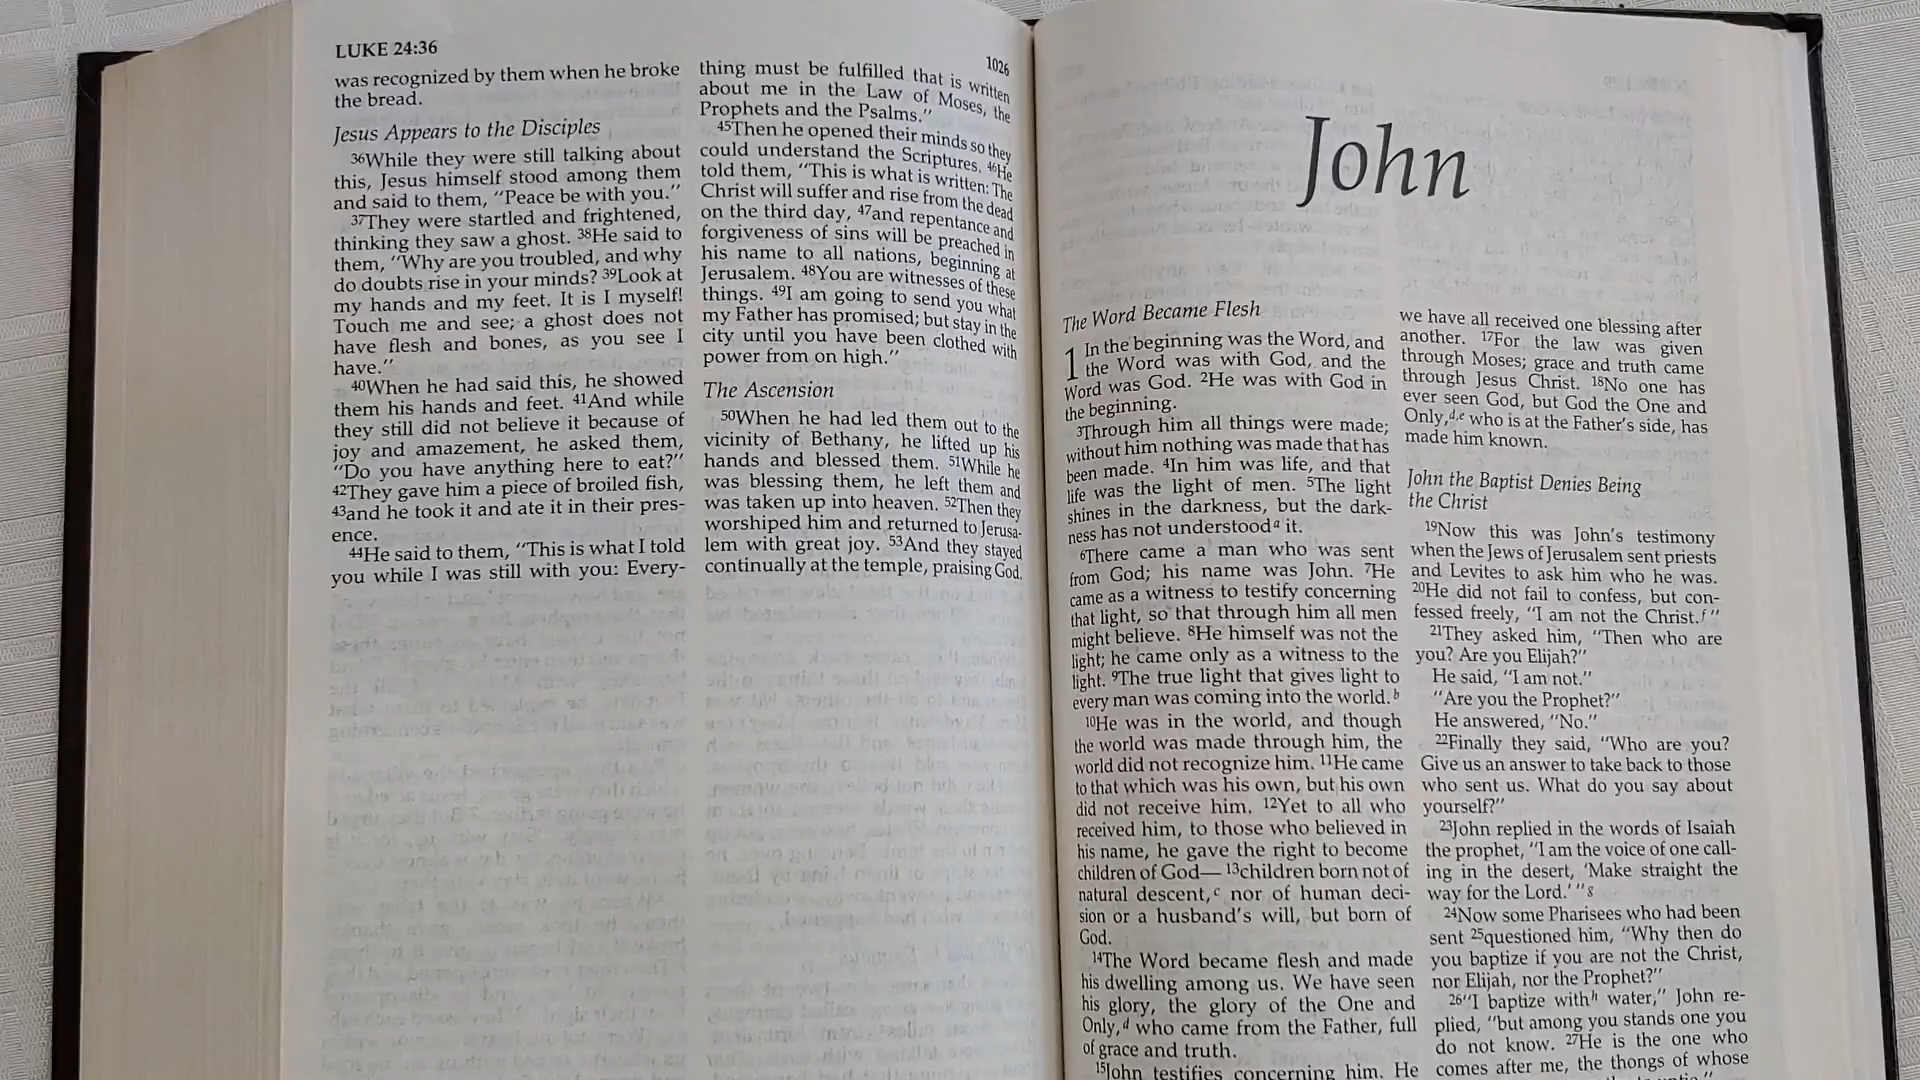 LUKE 24:36
1026
was recognized by them when he broke
the bread.
Jesus Appears to the Disciples
36While they were still talking about
this, Jesus himself stood among them
and said to them, “Peace be with you.”
37They were startled and frightened,
thinking they saw a ghost. 38He said to
them, “Why are you troubled, and why
do doubts rise in your minds? 39Look at
my hands and my feet. It is I myself!
Touch me and see; a ghost does not
have flesh and bones, as you see I
have.”
40When he had said this, he showed
them his hands and feet. 41And while
they still did not believe it because of
joy and amazement, he asked them,
“Do you have anything here to eat?”
42They gave him a piece of broiled fish,
43and he took it and ate it in their pres-
ence.
44He said to them, “This is what I told
you while I was still with you: Every-
thing must be fulfilled that is written
about me in the Law of Moses, the
Prophets and the Psalms.”
45Then he opened their minds so they
could understand the Scriptures. 46He
told them, “This is what is written: The
Christ will suffer and rise from the dead
on the third day, 47and repentance and
forgiveness of sins will be preached in
his name to all nations, beginning at
Jerusalem. 48You are witnesses of these
things. 49I am going to send you what
my Father has promised; but stay in the
city until you have been clothed with
power from on high.”
The Ascension
50When he had led them out to the
vicinity of Bethany, he lifted up his
hands and blessed them. 51While he
was blessing them, he left them and
was taken up into heaven. 52Then they
worshiped him and returned to Jerusa-
lem with great joy. 53And they stayed
continually at the temple, praising God.
John
The Word Became Flesh
1 In the beginning was the Word, and
the Word was with God, and the
Word was God. 2He was with God in
the beginning.
3Through him all things were made;
without him nothing was made that has
been made. 4In him was life, and that
life was the light of men. 5The light
shines in the darkness, but the dark-
ness has not understood a it.
6There came a man who was sent
from God; his name was John. 7He
came as a witness to testify concerning
that light, so that through him all men
might believe. 8He himself was not the
light; he came only as a witness to the
light. 9The true light that gives light to
every man was coming into the world. b
10He was in the world, and though
the world was made through him, the
world did not recognize him. 11He came
to that which was his own, but his own
did not receive him. 12Yet to all who
received him, to those who believed in
his name, he gave the right to become
children of God— 13children born not of
natural descent, c nor of human deci-
sion or a husband's will, but born of
God.
14The Word became flesh and made
his dwelling among us. We have seen
his glory, the glory of the One and
Only, d who came from the Father, full
of grace and truth.
15John testifies concerning him. He
we have all received one blessing after
another. 17For the law was given
through Moses; grace and truth came
through Jesus Christ. 18No one has
ever seen God, but God the One and
Only, d,e who is at the Father's side, has
made him known.
John the Baptist Denies Being
the Christ
19Now this was John's testimony
when the Jews of Jerusalem sent priests
and Levites to ask him who he was.
20He did not fail to confess, but con-
fessed freely, “I am not the Christ. f ”
21They asked him, “Then who are
you? Are you Elijah?”
He said, “I am not.”
“Are you the Prophet?”
He answered, “No.”
22Finally they said, “Who are you?
Give us an answer to take back to those
who sent us. What do you say about
yourself?”
23John replied in the words of Isaiah
the prophet, “I am the voice of one call-
ing in the desert, ‘Make straight the
way for the Lord.’ ” g
24Now some Pharisees who had been
sent 25questioned him, “Why then do
you baptize if you are not the Christ,
nor Elijah, nor the Prophet?”
26“I baptize with h water,” John re-
plied, “but among you stands one you
do not know. 27He is the one who
comes after me, the thongs of whose